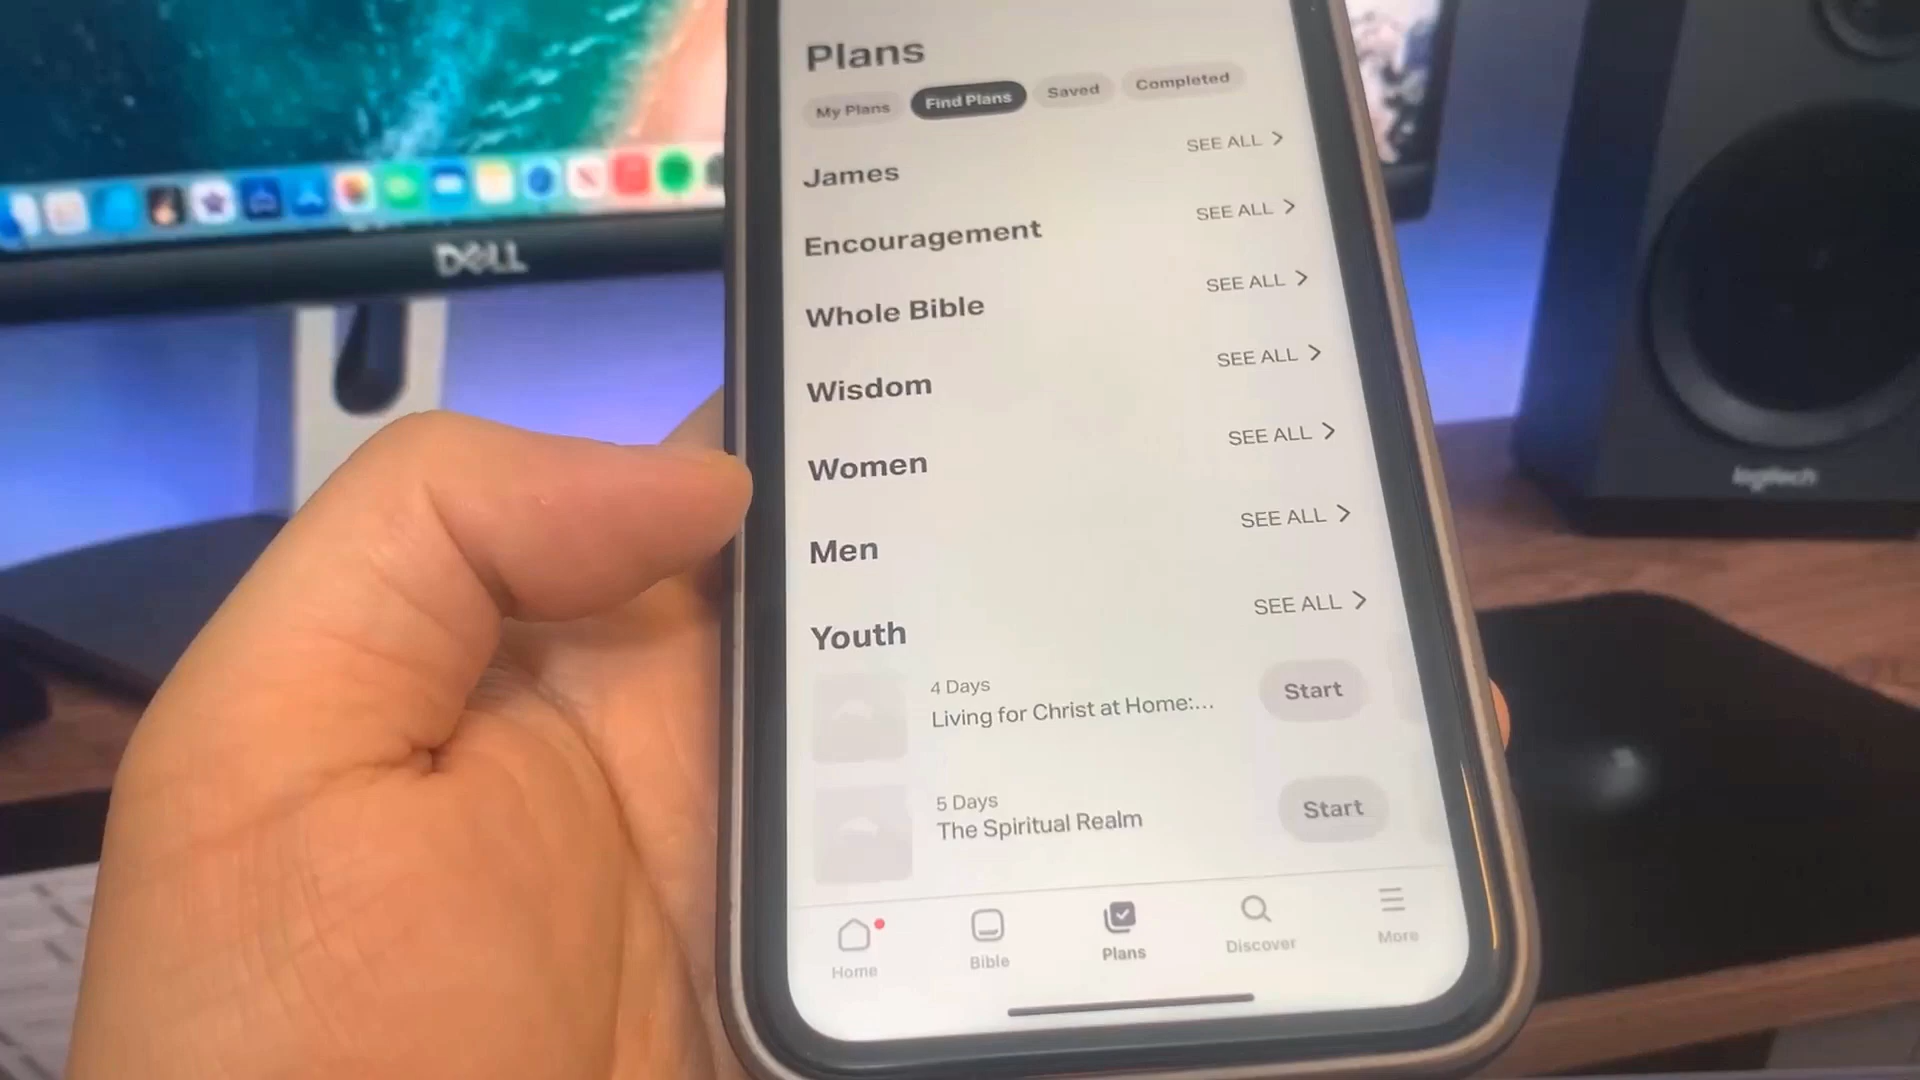 Plans
My Plans Find Plans Saved Completed
James SEE ALL
Encouragement SEE ALL
Whole Bible SEE ALL
Wisdom SEE ALL
Women SEE ALL
Men SEE ALL
Youth SEE ALL
4 Days
Living for Christ at Home:...
Start
5 Days
The Spiritual Realm
Start
Home Bible Plans Discover More
DELL
logitech